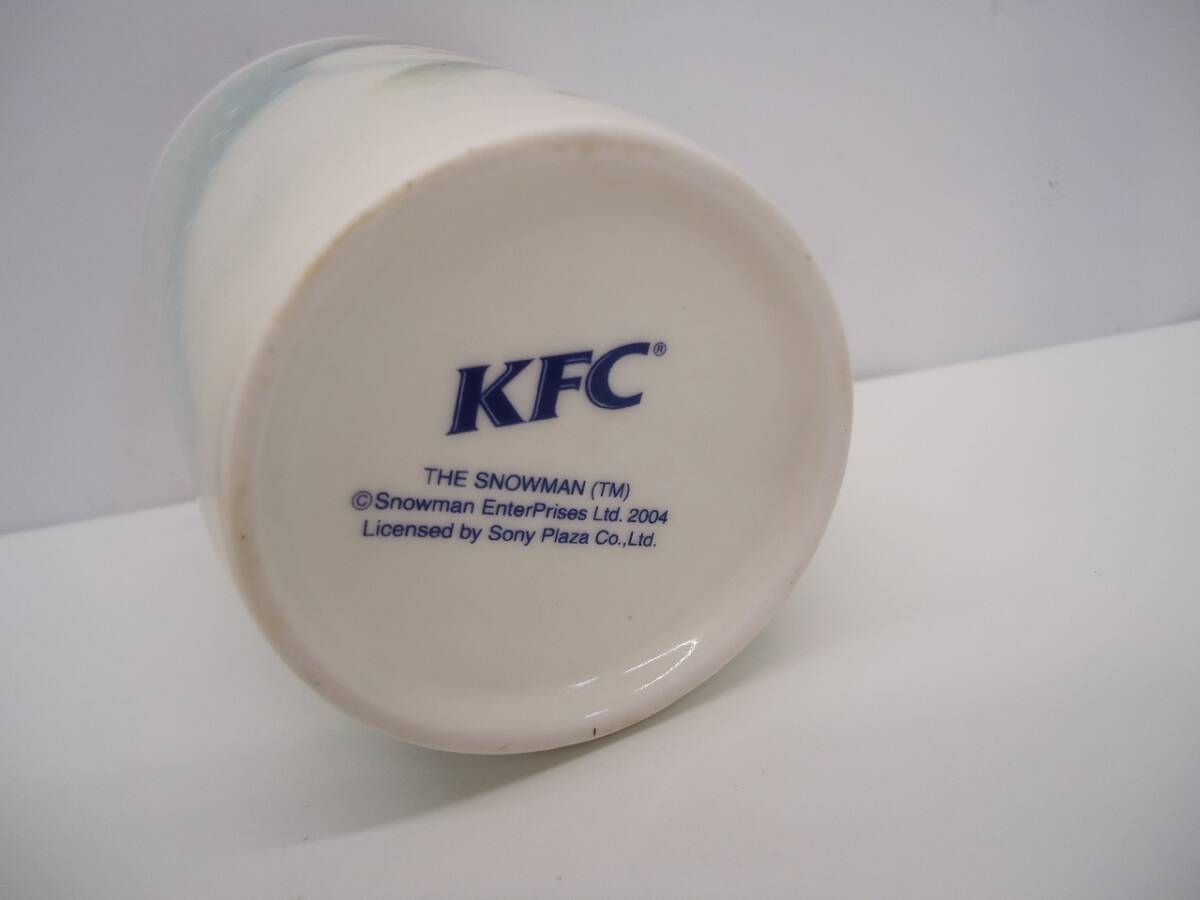 KFC®
THE SNOWMAN (TM)
©Snowman EnterPrises Ltd. 2004
Licensed by Sony Plaza Co.,Ltd.